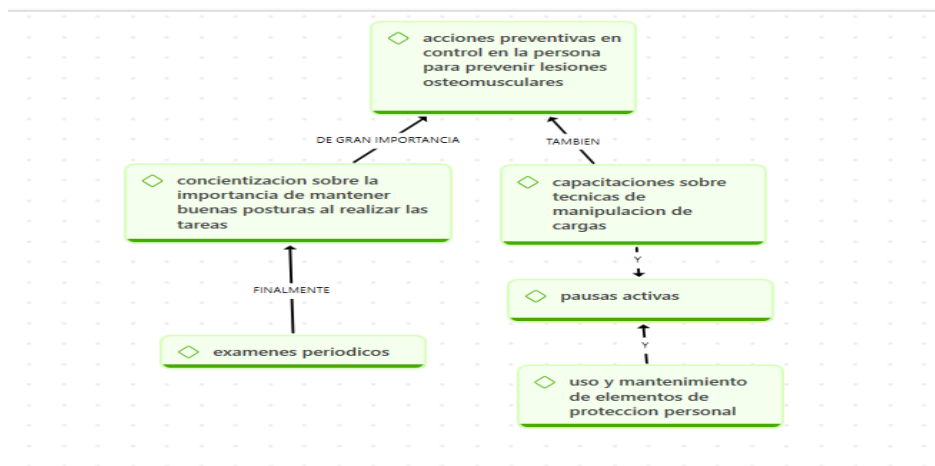 acciones preventivas en
control en la persona
para prevenir lesiones
osteomusculares
DE GRAN IMPORTANCIA
TAMBIEN
concientizacion sobre la
importancia de mantener
buenas posturas al realizar las
tareas
capacitaciones sobre
tecnicas de
manipulacion de
cargas
Y
FINALMENTE
pausas activas
Y
examenes periodicos
uso y mantenimiento
de elementos de
proteccion personal